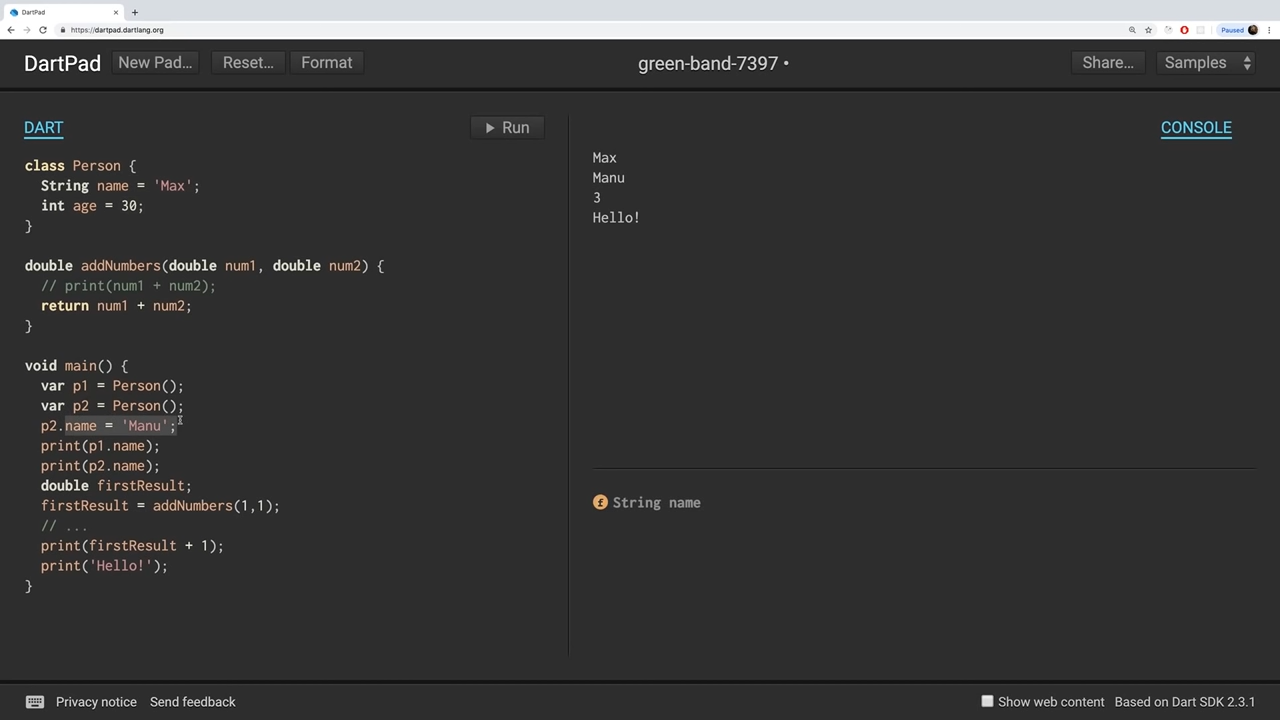 DartPad
https://dartpad.dartlang.org
Paused
DartPad
New Pad...
Reset...
Format
green-band-7397 •
Share...
Samples
DART
Run
class Person {
  String name = 'Max';
  int age = 30;
}
double addNumbers(double num1, double num2) {
  // print(num1 + num2);
  return num1 + num2;
}
void main() {
  var p1 = Person();
  var p2 = Person();
  p2.name = 'Manu';
  print(p1.name);
  print(p2.name);
  double firstResult;
  firstResult = addNumbers(1,1);
  // ...
  print(firstResult + 1);
  print('Hello!');
}
CONSOLE
Max
Manu
3
Hello!
f String name
Privacy notice
Send feedback
Show web content
Based on Dart SDK 2.3.1